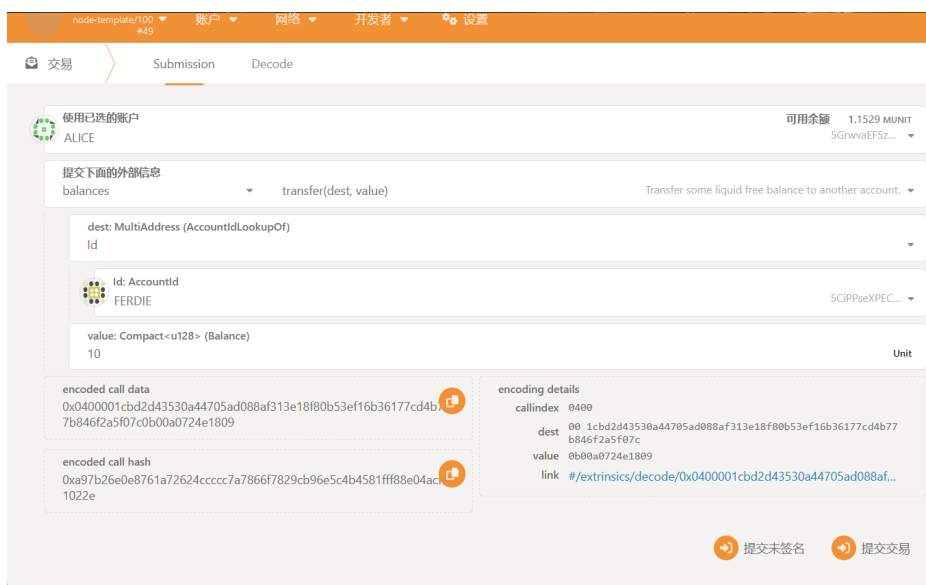 node-template/100
#49
账户
网络
开发者
设置
交易
Submission
Decode
使用已选的账户
ALICE
可用余额 1.1529 MUNIT
5GrwvaEF5z...
提交下面的外部信息
balances
transfer(dest, value)
Transfer some liquid free balance to another account.
dest: MultiAddress (AccountIdLookupOf)
Id
Id: AccountId
FERDIE
5CiPPseXPEC...
value: Compact<u128> (Balance)
10
Unit
encoded call data
0x0400001cbd2d43530a44705ad088af313e18f80b53ef16b36177cd4b7
7b846f2a5f07c0b00a0724e1809
encoded call hash
0xa97b26e0e8761a72624ccccc7a7866f7829cb96e5c4b4581fff88e04acf
1022e
encoding details
callindex 0400
dest 00 1cbd2d43530a44705ad088af313e18f80b53ef16b36177cd4b77
b846f2a5f07c
value 0b00a0724e1809
link #/extrinsics/decode/0x0400001cbd2d43530a44705ad088af...
提交未签名
提交交易